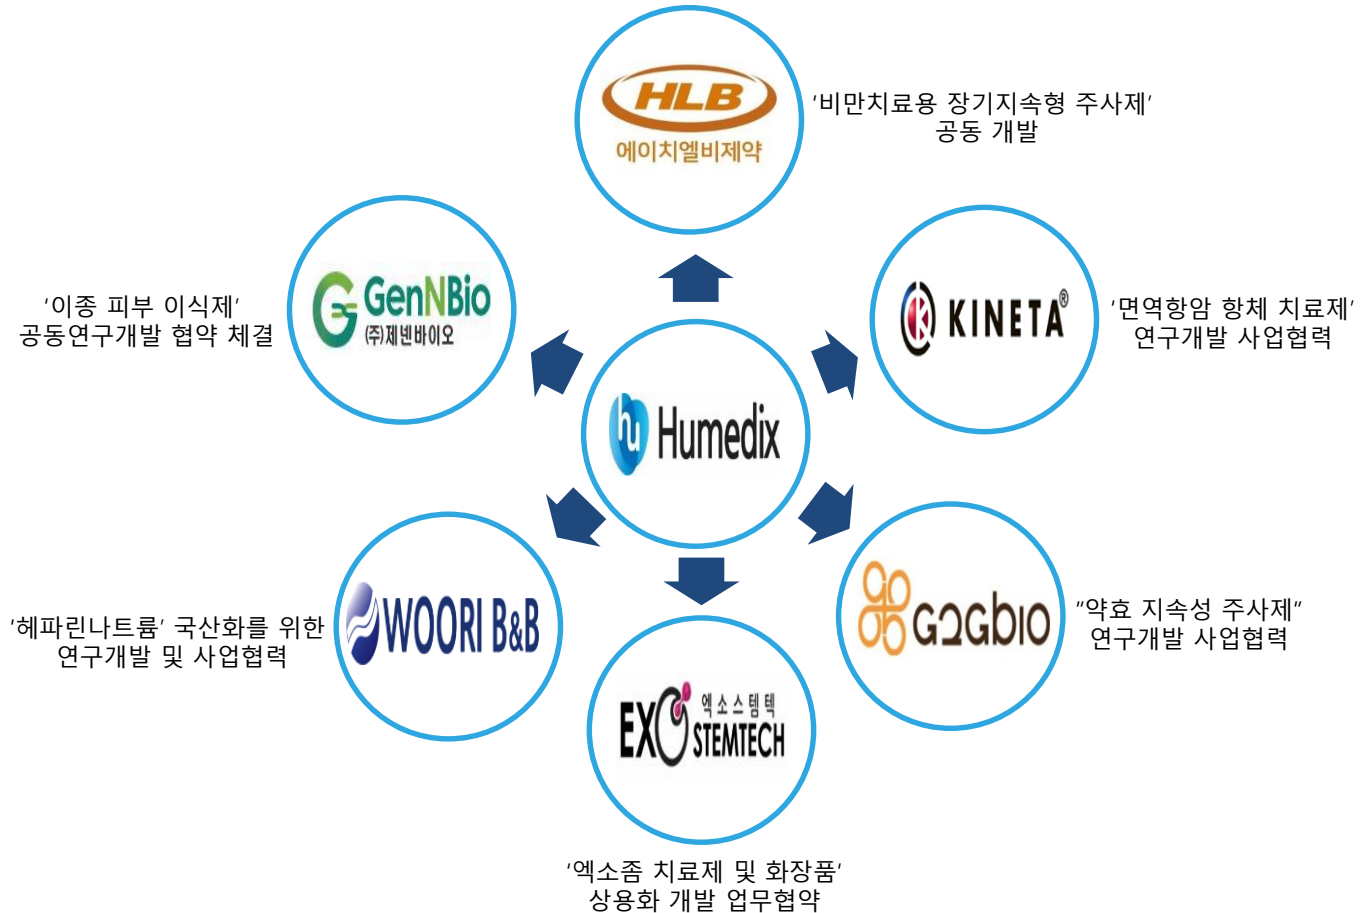 HLB
에이치엘비제약
'비만치료용 장기지속형 주사제'
공동 개발
GenNBio
(주)제넨바이오
'이종 피부 이식제'
공동연구개발 협약 체결
KINETA®
'면역항암 항체 치료제'
연구개발 사업협력
hu Humedix
WOORI B&B
'헤파린나트륨' 국산화를 위한
연구개발 및 사업협력
G2GBIO
"약효 지속성 주사제"
연구개발 사업협력
엑소스템텍
EXO STEMTECH
'엑소좀 치료제 및 화장품'
상용화 개발 업무협약